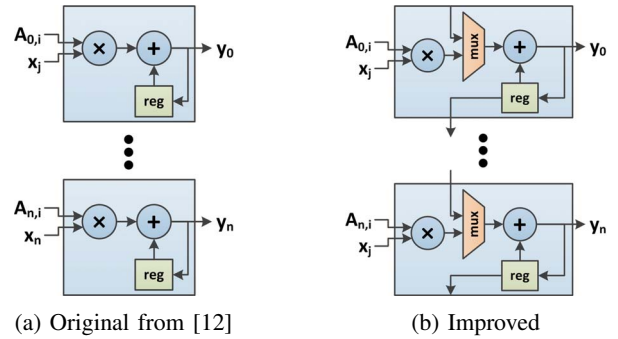 A0,i
xj
×
+
y0
reg
An,i
xn
×
+
yn
reg
(a) Original from [12]
A0,i
xj
×
mux
+
y0
reg
An,i
xj
×
mux
+
yn
reg
(b) Improved